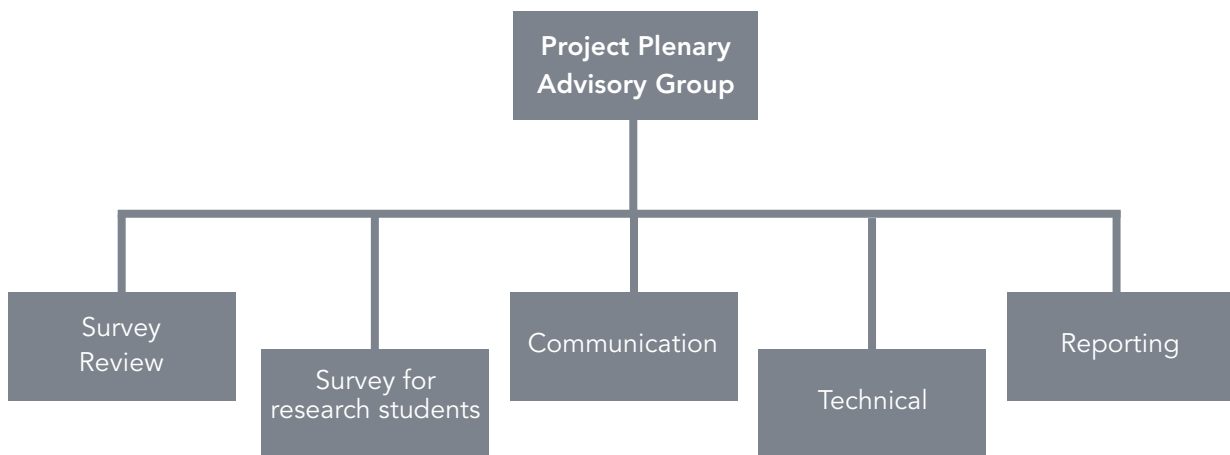 Project Plenary
Advisory Group
Survey
Review
Survey for
research students
Communication
Technical
Reporting